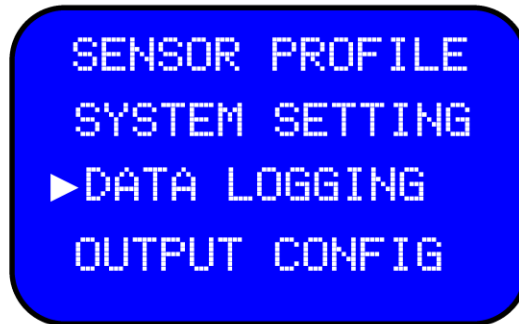 SENSOR PROFILE
SYSTEM SETTING
►DATA LOGGING
OUTPUT CONFIG